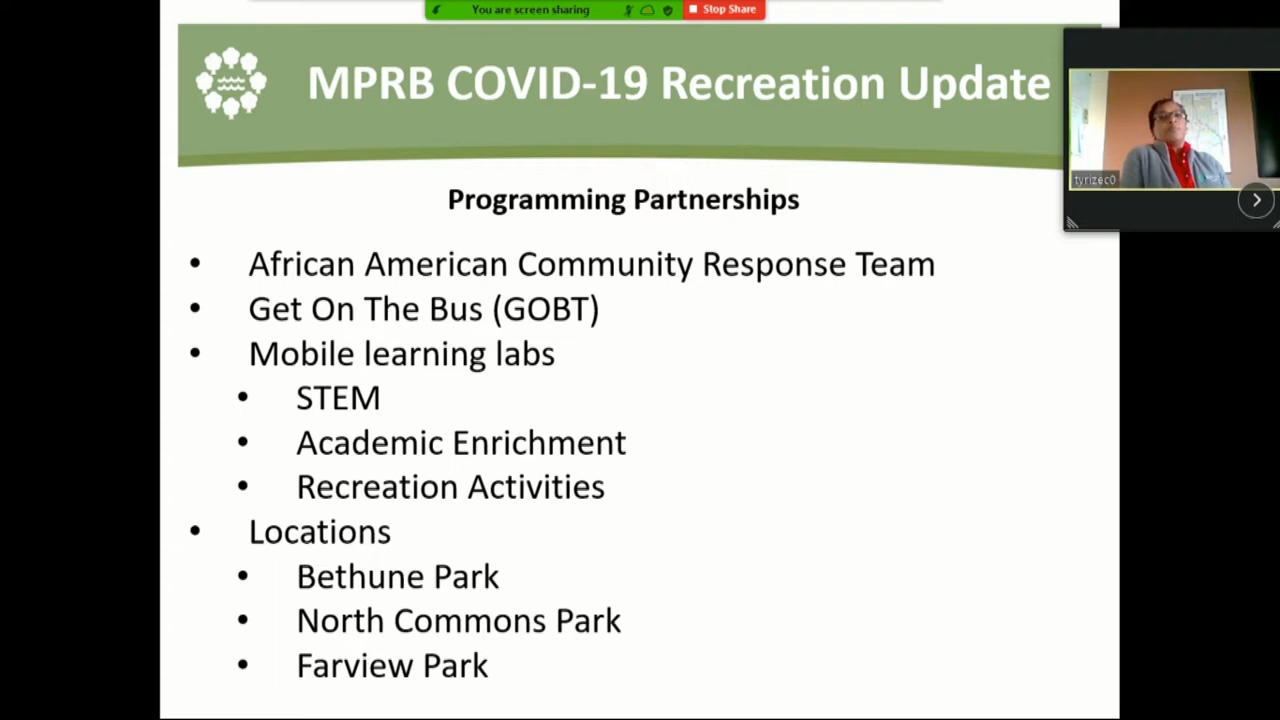 You are screen sharing
Stop Share
MPRB COVID-19 Recreation Update
tyrizec0
Programming Partnerships
• African American Community Response Team
• Get On The Bus (GOBT)
• Mobile learning labs
• STEM
• Academic Enrichment
• Recreation Activities
• Locations
• Bethune Park
• North Commons Park
• Farview Park